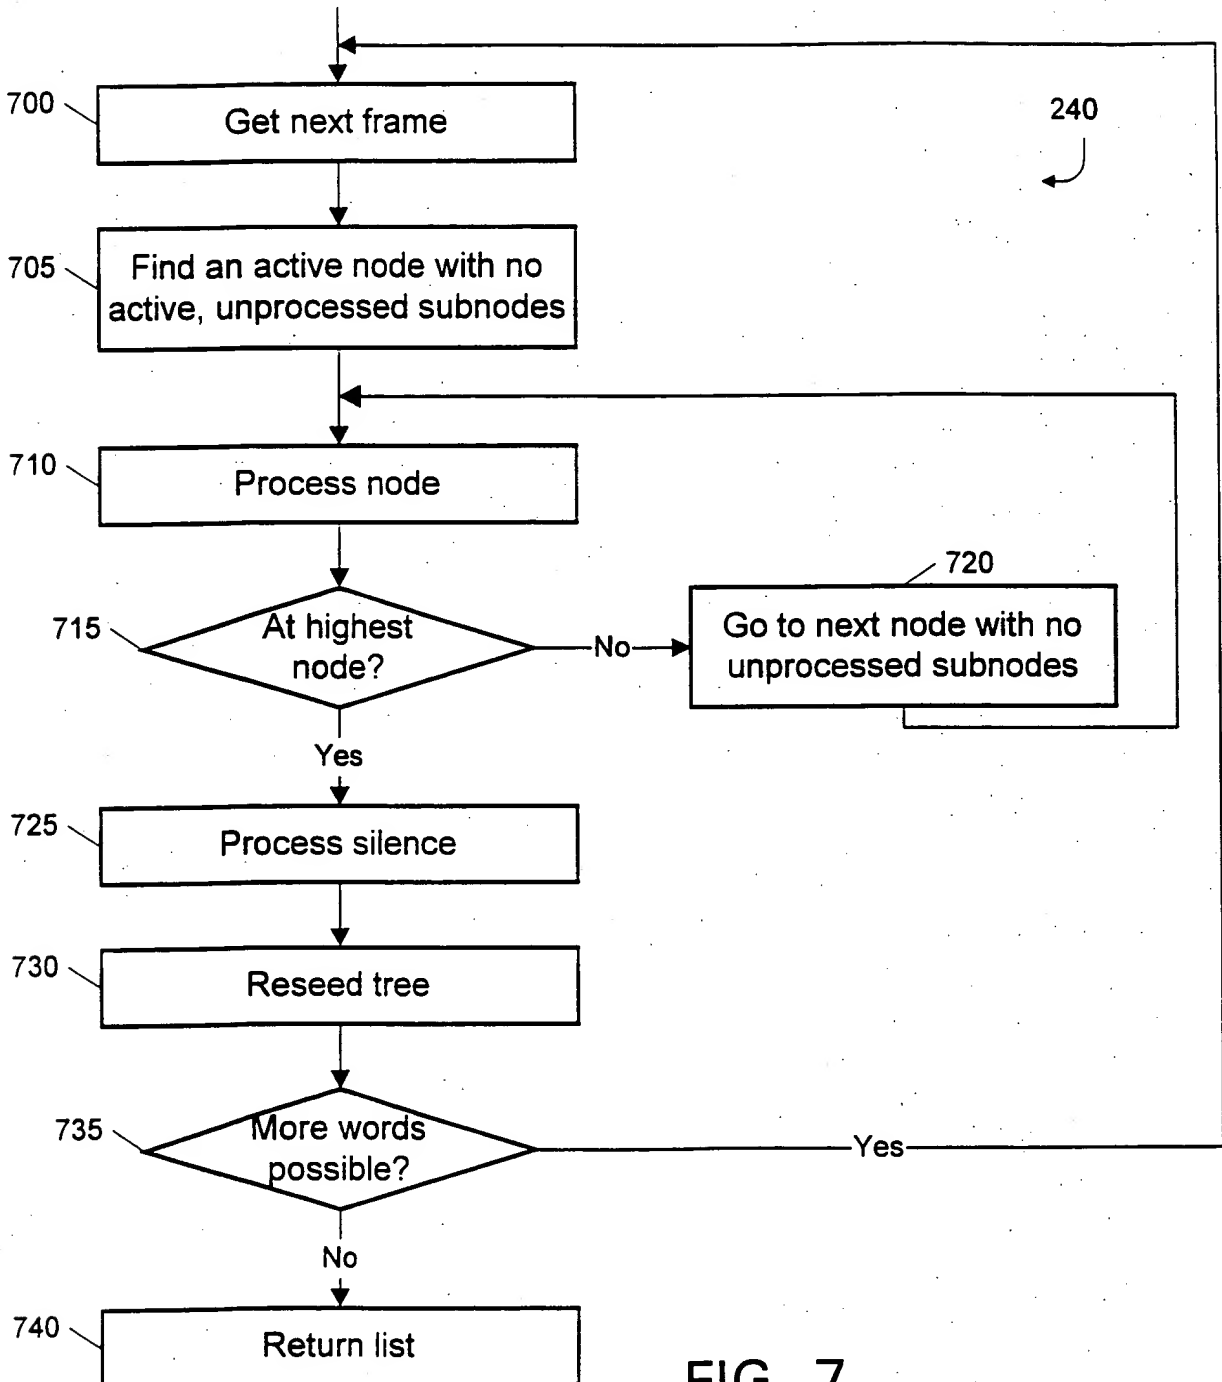 700
Get next frame
240
705
Find an active node with no
active, unprocessed subnodes
710
Process node
720
715
At highest
node?
No
Go to next node with no
unprocessed subnodes
Yes
725
Process silence
730
Reseed tree
735
More words
possible?
Yes
No
740
Return list
FIG. 7